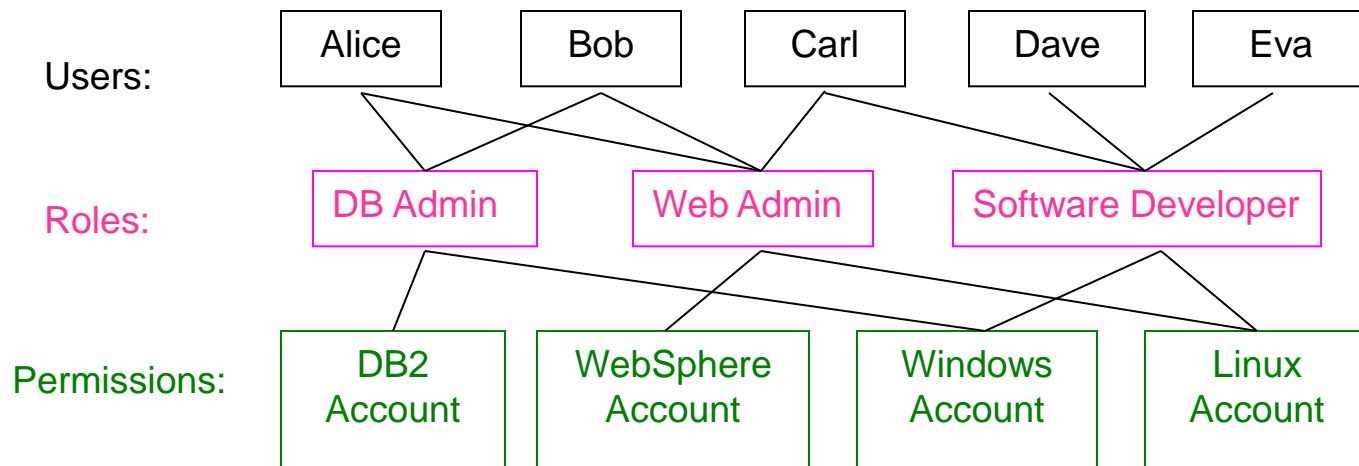 Users:
Alice
Bob
Carl
Dave
Eva
Roles:
DB Admin
Web Admin
Software Developer
Permissions:
DB2
Account
WebSphere
Account
Windows
Account
Linux
Account